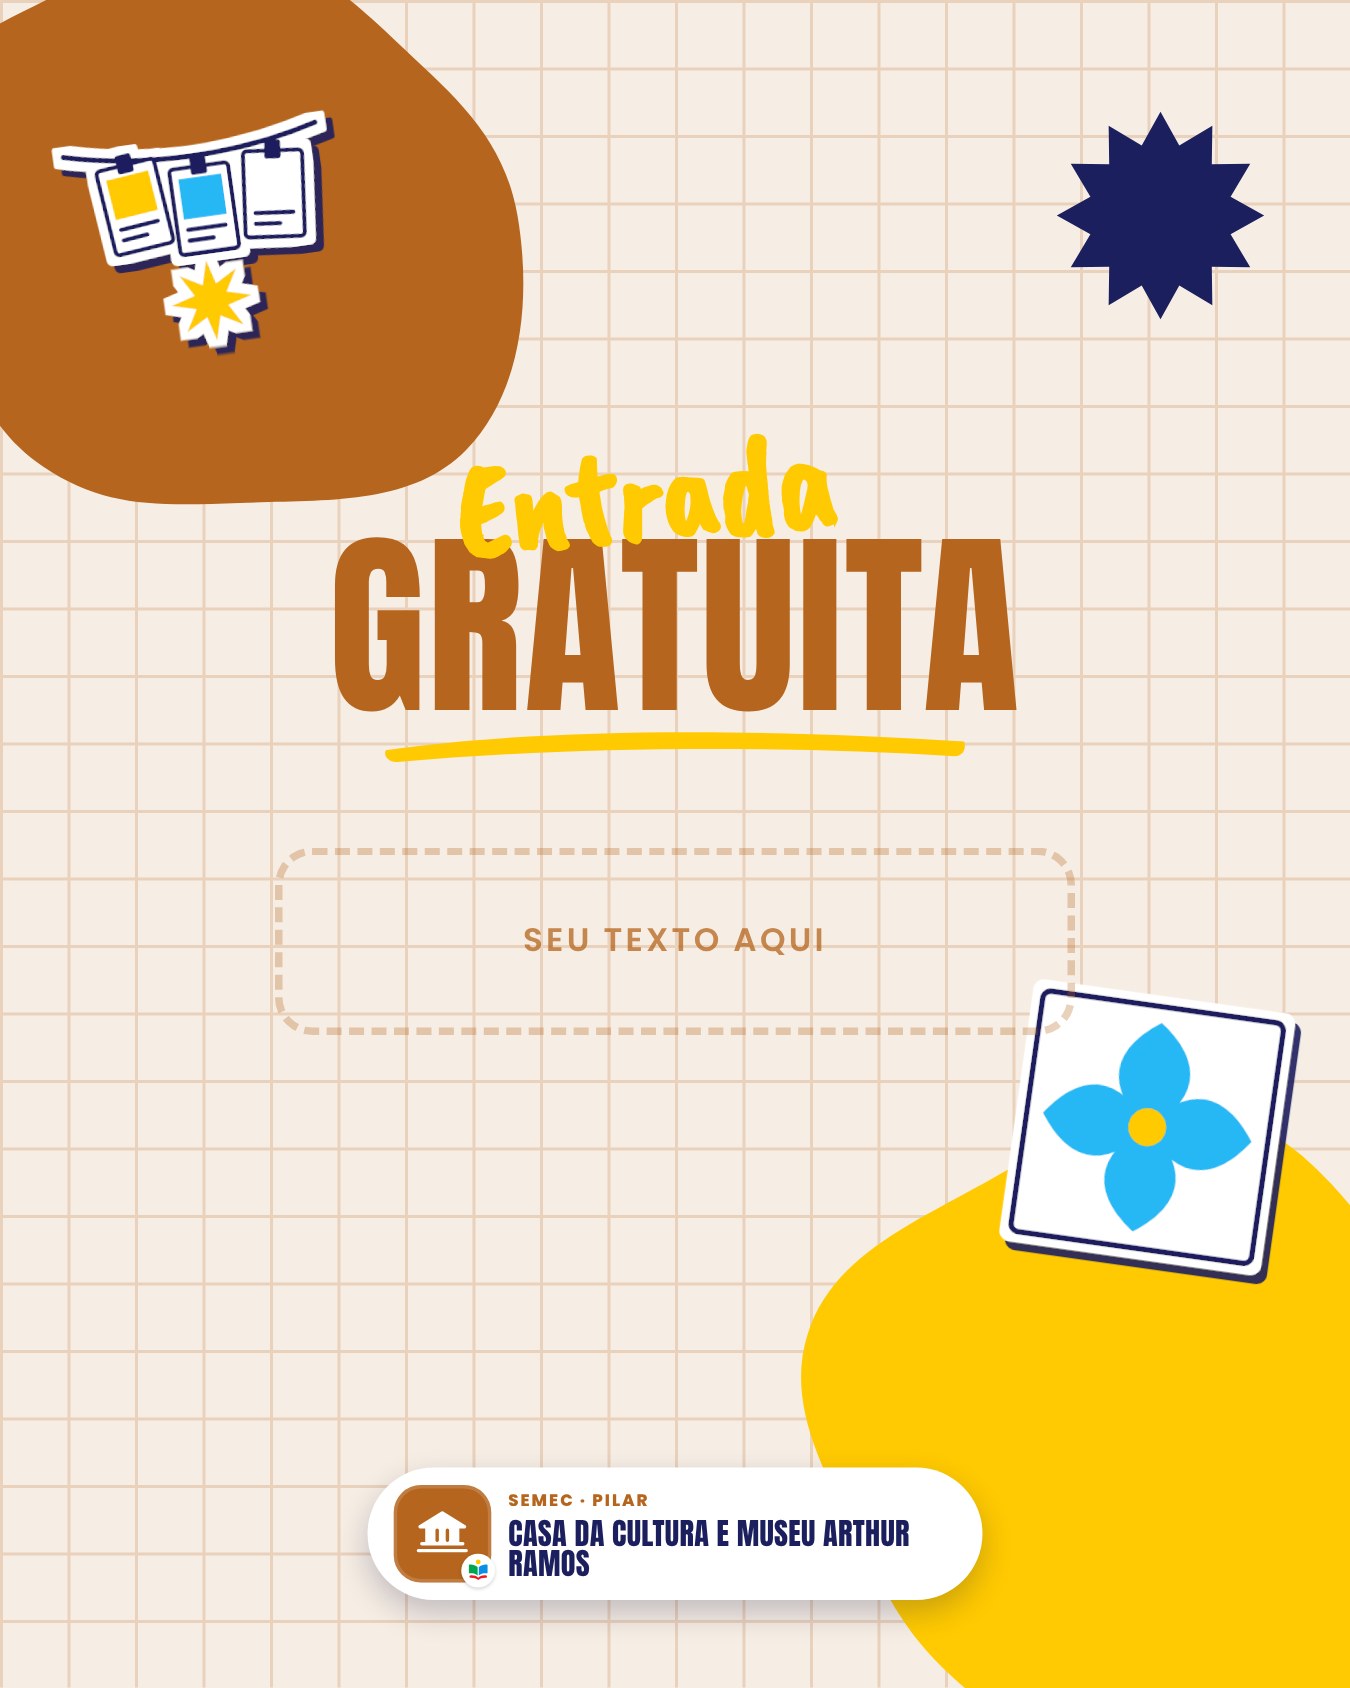 Entrada
GRATUITA
SEU TEXTO AQUI
SEMEC · PILAR
CASA DA CULTURA E MUSEU ARTHUR
RAMOS